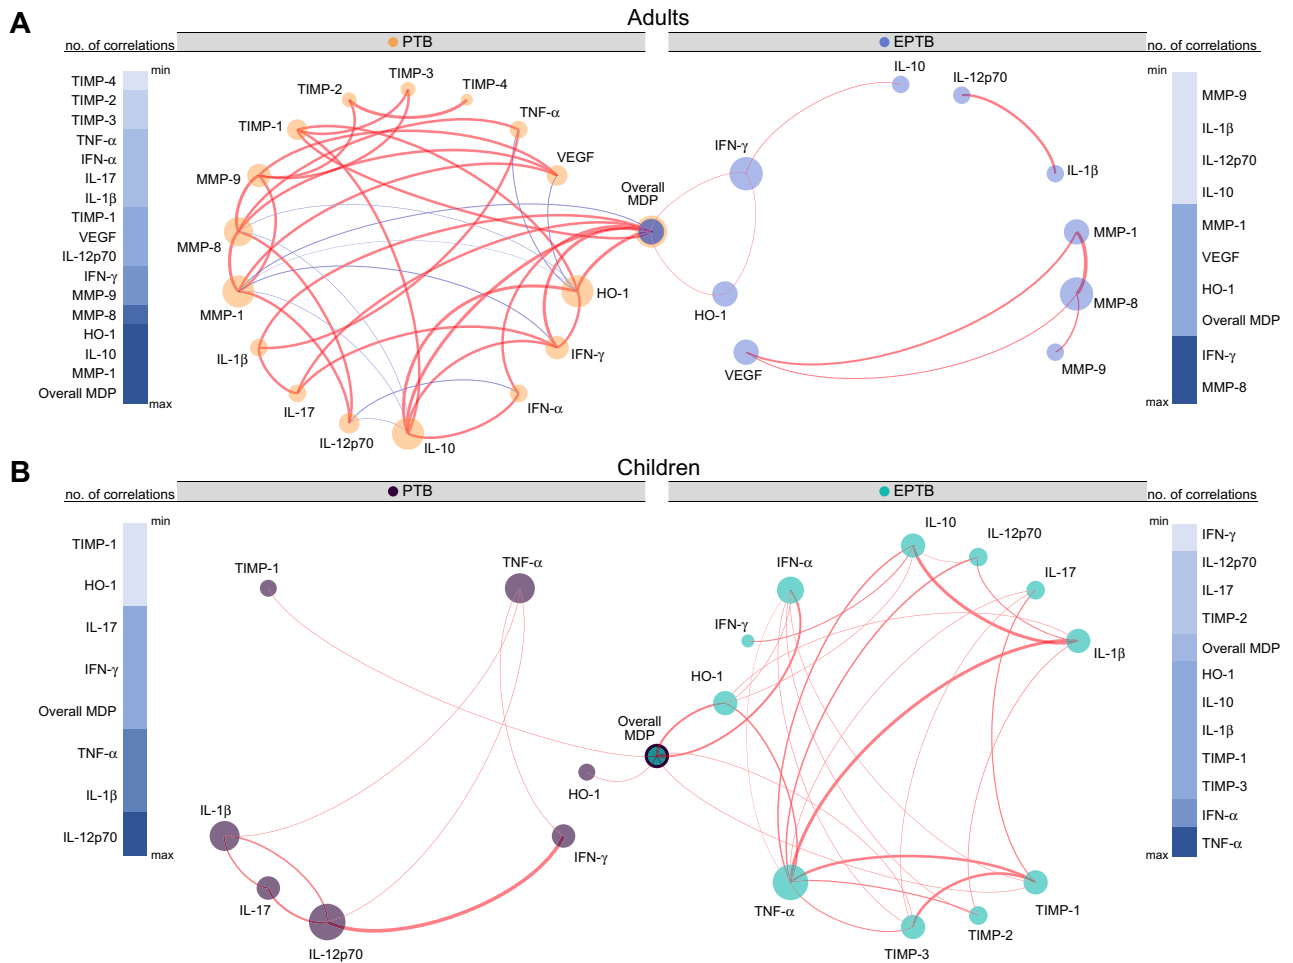 A
Adults
no. of correlations
PTB
EPTB
no. of correlations
min
TIMP-4
TIMP-2
TIMP-3
TNF-α
IFN-α
IL-17
IL-1β
TIMP-1
VEGF
IL-12p70
IFN-γ
MMP-9
MMP-8
HO-1
IL-10
MMP-1
Overall MDP
max
TIMP-3
TIMP-2
TIMP-4
TNF-α
TIMP-1
VEGF
MMP-9
MMP-8
MMP-1
HO-1
IL-1β
IFN-γ
IL-17
IFN-α
IL-12p70
IL-10
Overall
MDP
IL-10
IL-12p70
IFN-γ
IL-1β
MMP-1
HO-1
MMP-8
VEGF
MMP-9
min
MMP-9
IL-1β
IL-12p70
IL-10
MMP-1
VEGF
HO-1
Overall MDP
IFN-γ
MMP-8
max
B
Children
no. of correlations
PTB
EPTB
no. of correlations
min
TIMP-1
HO-1
IL-17
IFN-γ
Overall MDP
TNF-α
IL-1β
IL-12p70
max
TIMP-1
TNF-α
HO-1
IL-1β
IFN-γ
IL-17
IL-12p70
Overall
MDP
IL-10
IL-12p70
IFN-α
IL-17
IFN-γ
IL-1β
HO-1
TNF-α
TIMP-1
TIMP-2
TIMP-3
min
IFN-γ
IL-12p70
IL-17
TIMP-2
Overall MDP
HO-1
IL-10
IL-1β
TIMP-1
TIMP-3
IFN-α
TNF-α
max